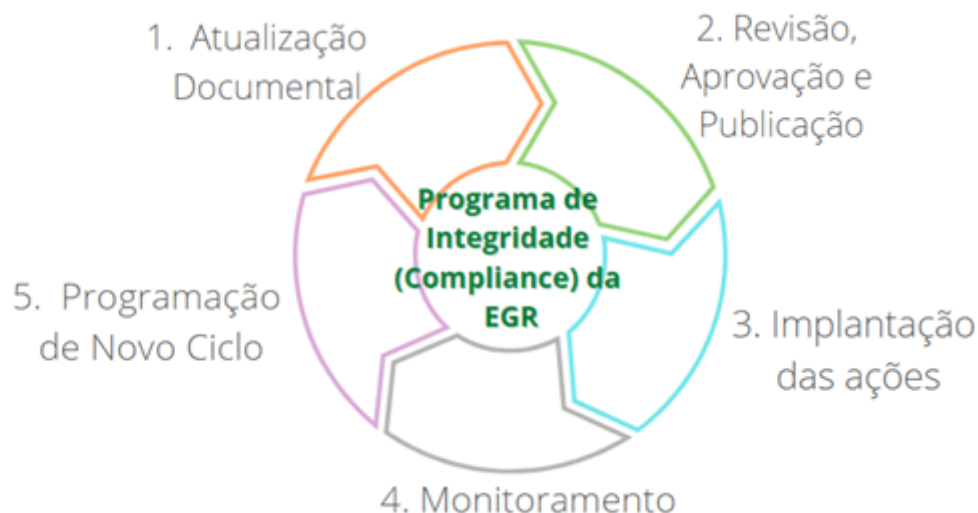 1. Atualização
Documental
2. Revisão,
Aprovação e
Publicação
Programa de
Integridade
(Compliance) da
EGR
3. Implantação
das ações
4. Monitoramento
5. Programação
de Novo Ciclo